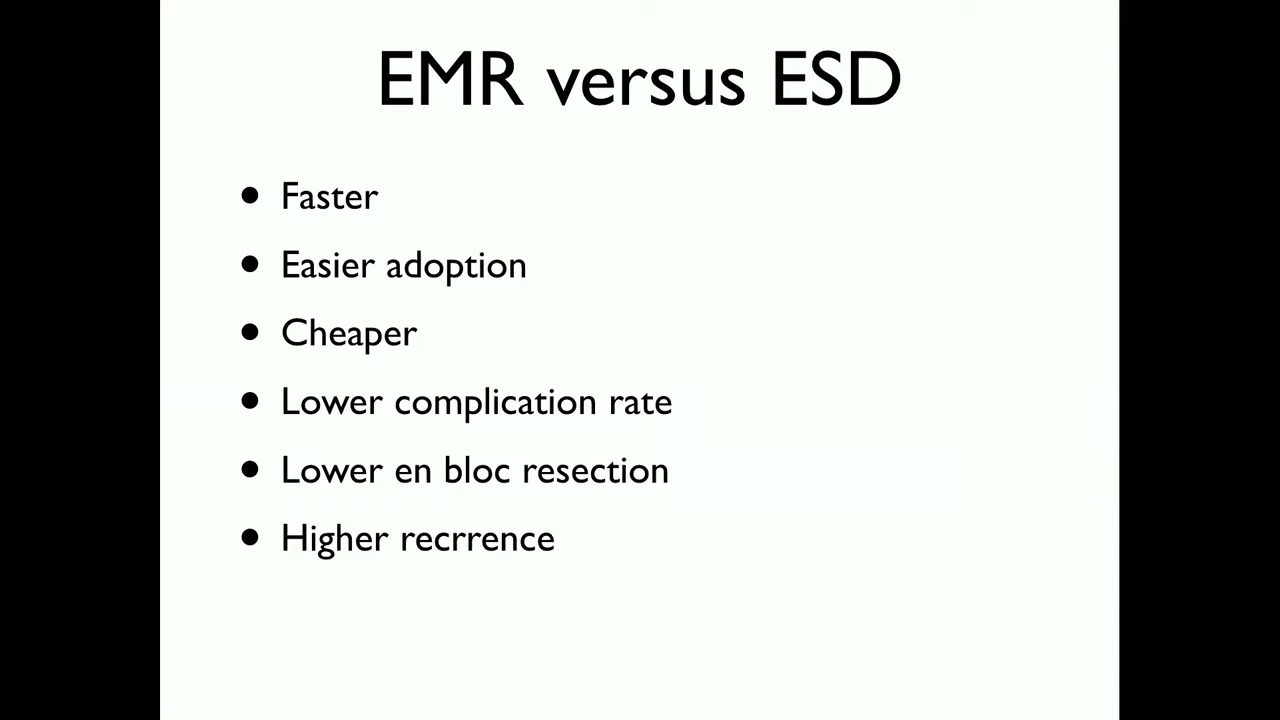 EMR versus ESD
• Faster
• Easier adoption
• Cheaper
• Lower complication rate
• Lower en bloc resection
• Higher recrrence